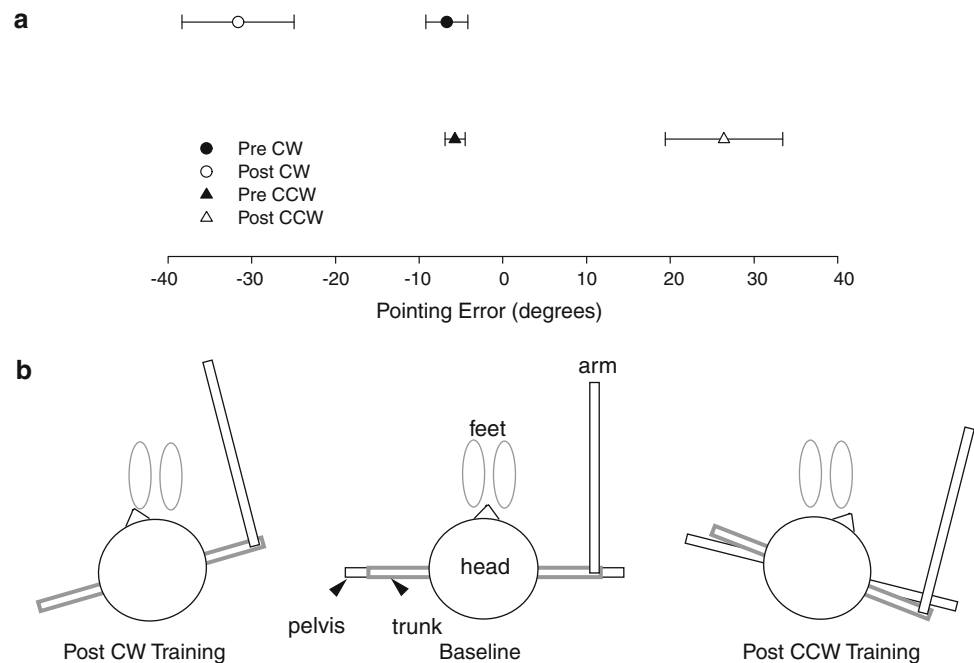 a
Pre CW
Post CW
Pre CCW
Post CCW
-40 -30 -20 -10 0 10 20 30 40
Pointing Error (degrees)
b
arm
feet
head
pelvis trunk
Post CW Training Baseline Post CCW Training